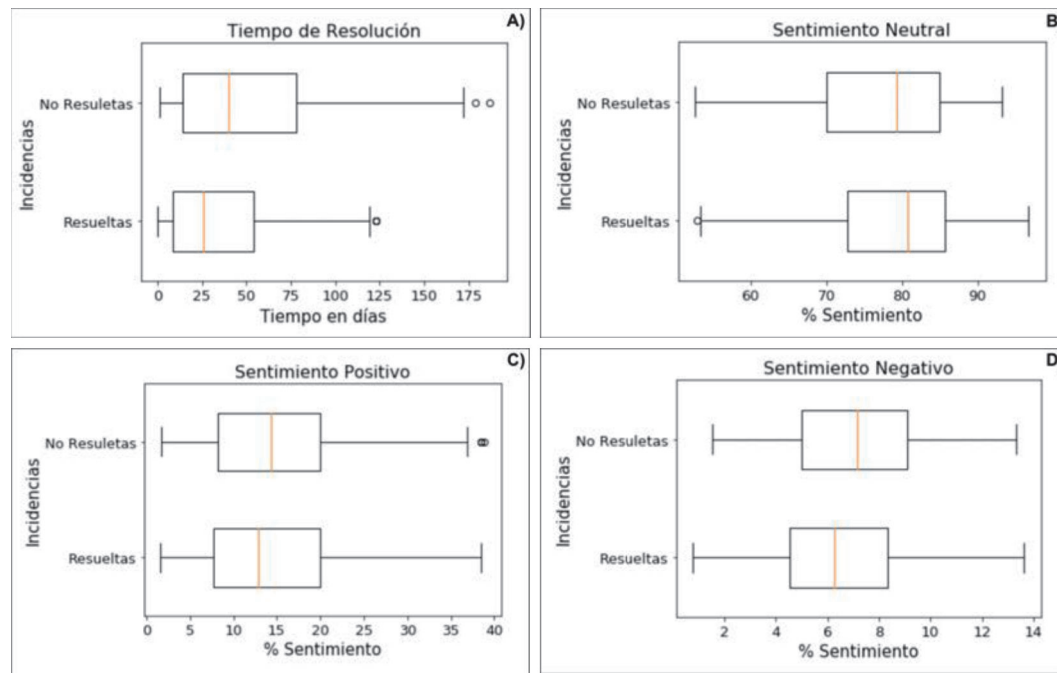 A)
Tiempo de Resolución
Incidencias
No Resuletas
Resueltas
0 25 50 75 100 125 150 175
Tiempo en días
B
Sentimiento Neutral
Incidencias
No Resuletas
Resueltas
60 70 80 90
% Sentimiento
C)
Sentimiento Positivo
Incidencias
No Resuletas
Resueltas
0 5 10 15 20 25 30 35 40
% Sentimiento
D
Sentimiento Negativo
Incidencias
No Resuletas
Resueltas
2 4 6 8 10 12 14
% Sentimiento